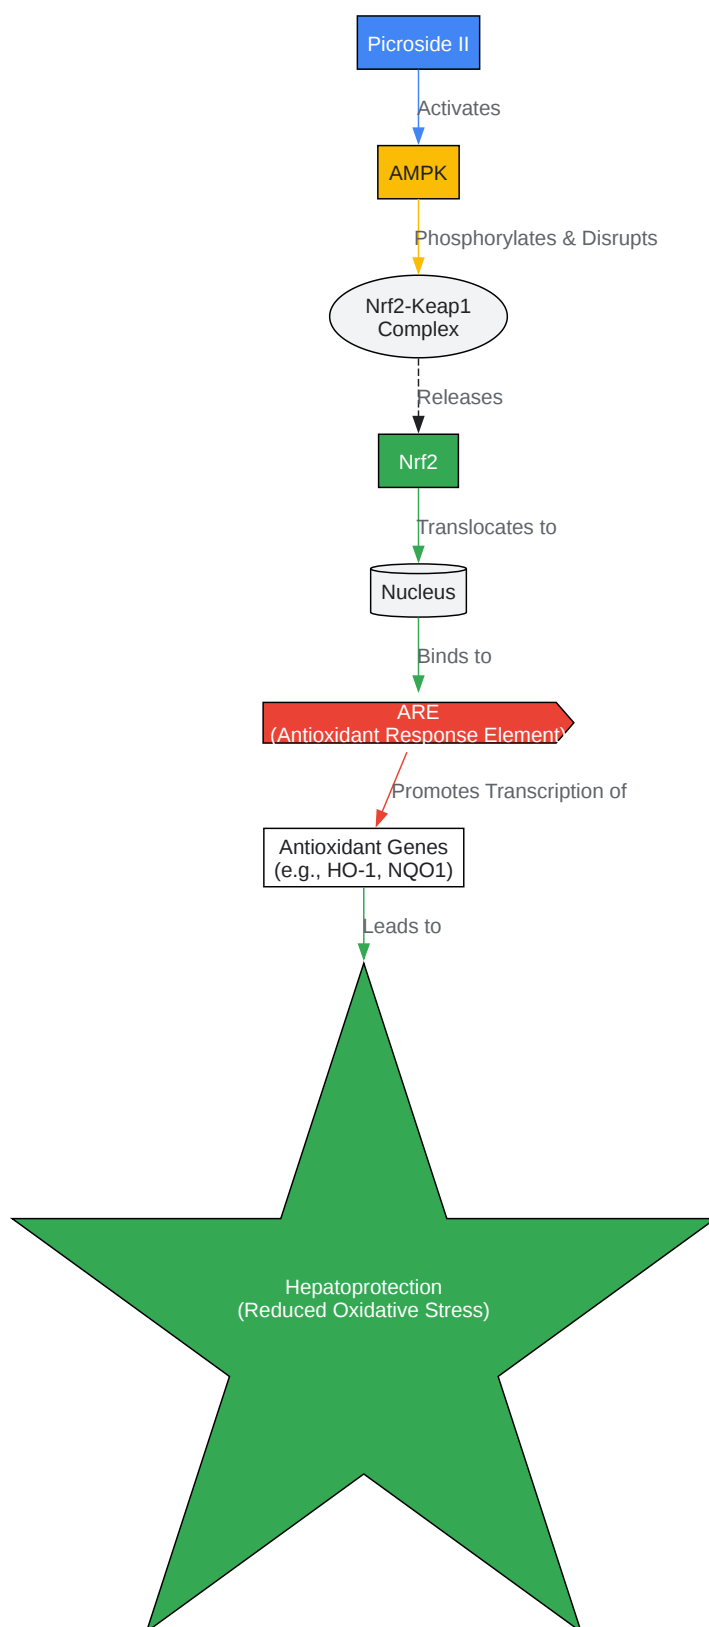 Picroside II
Activates
AMPK
Phosphorylates & Disrupts
Nrf2-Keap1
Complex
Releases
Nrf2
Translocates to
Nucleus
Binds to
ARE
(Antioxidant Response Element)
Promotes Transcription of
Antioxidant Genes
(e.g., HO-1, NQO1)
Leads to
Hepatoprotection
(Reduced Oxidative Stress)